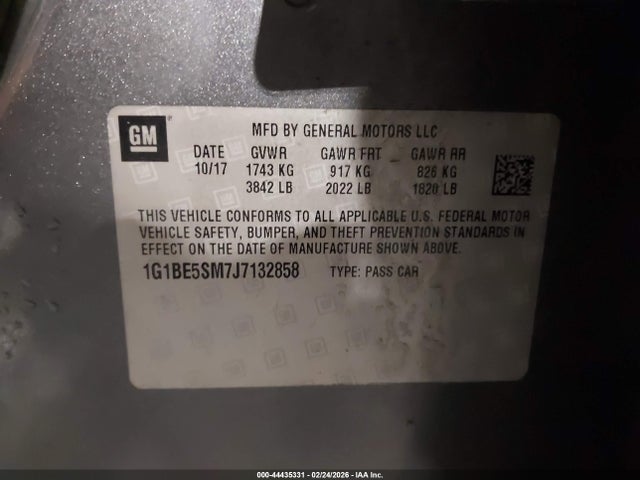 GM
MFD BY GENERAL MOTORS LLC
DATE GVWR GAWR FRT GAWR RR
10/17 1743 KG 917 KG 826 KG
3842 LB 2022 LB 1820 LB
THIS VEHICLE CONFORMS TO ALL APPLICABLE U.S. FEDERAL MOTOR
VEHICLE SAFETY, BUMPER, AND THEFT PREVENTION STANDARDS IN
EFFECT ON THE DATE OF MANUFACTURE SHOWN ABOVE.
1G1BE5SM7J7132858 TYPE: PASS CAR
000-44435331 - 02/24/2026 - IAA Inc.